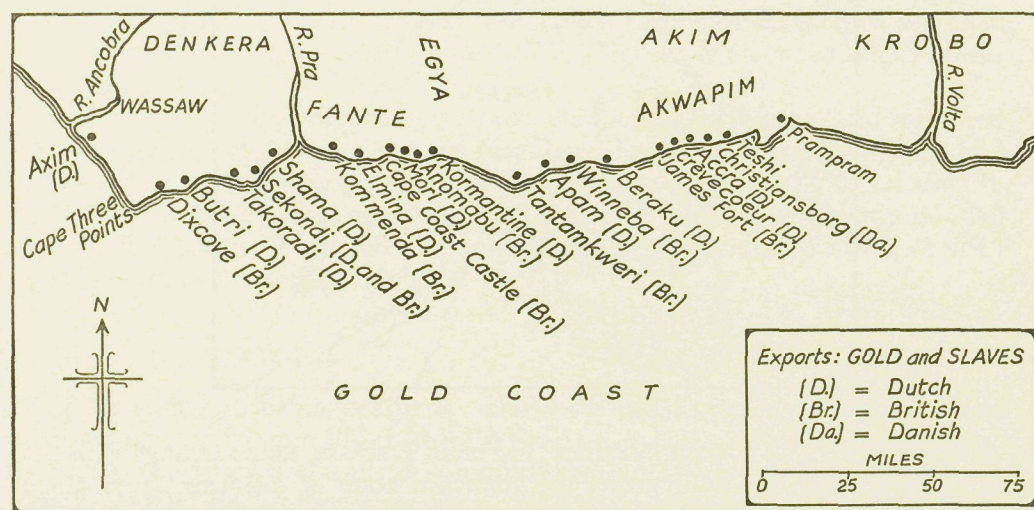 DENKERA
EGYA
AKIM
KROBO
R. Ancobra
R. Pra
R. Volta
WASSAW
FANTE
AKWAPIM
Axim
(D.)
Cape Three
Points
Dixcove (Br.)
Butri (D.)
Takoradi (D.)
Sekondi (D. and Br.)
Shama (D.)
Kommenda (Br.)
Elmina (D.)
Cape Coast Castle (Br.)
Mori (D.)
Anomabu (Br.)
Kormantine (D.)
Tantamkweri (Br.)
Apam (D.)
Winneba (Br.)
Beraku (D.)
James Fort (Br.)
Crèvecoeur (D.)
Accra (D.)
Christiansborg (Da.)
Teshi
Prampram
N
GOLD COAST
Exports: GOLD and SLAVES
(D.) = Dutch
(Br.) = British
(Da.) = Danish
MILES
0 25 50 75